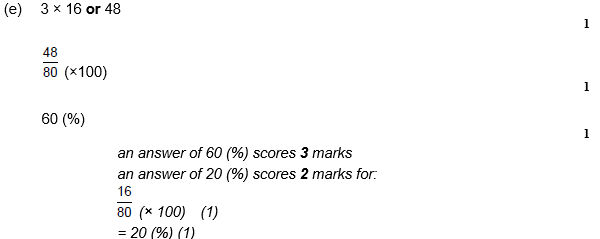 (e) 3 × 16 or 48
1
48
80 (×100)
1
60 (%)
1
an answer of 60 (%) scores 3 marks
an answer of 20 (%) scores 2 marks for:
16
80 (× 100) (1)
= 20 (%) (1)